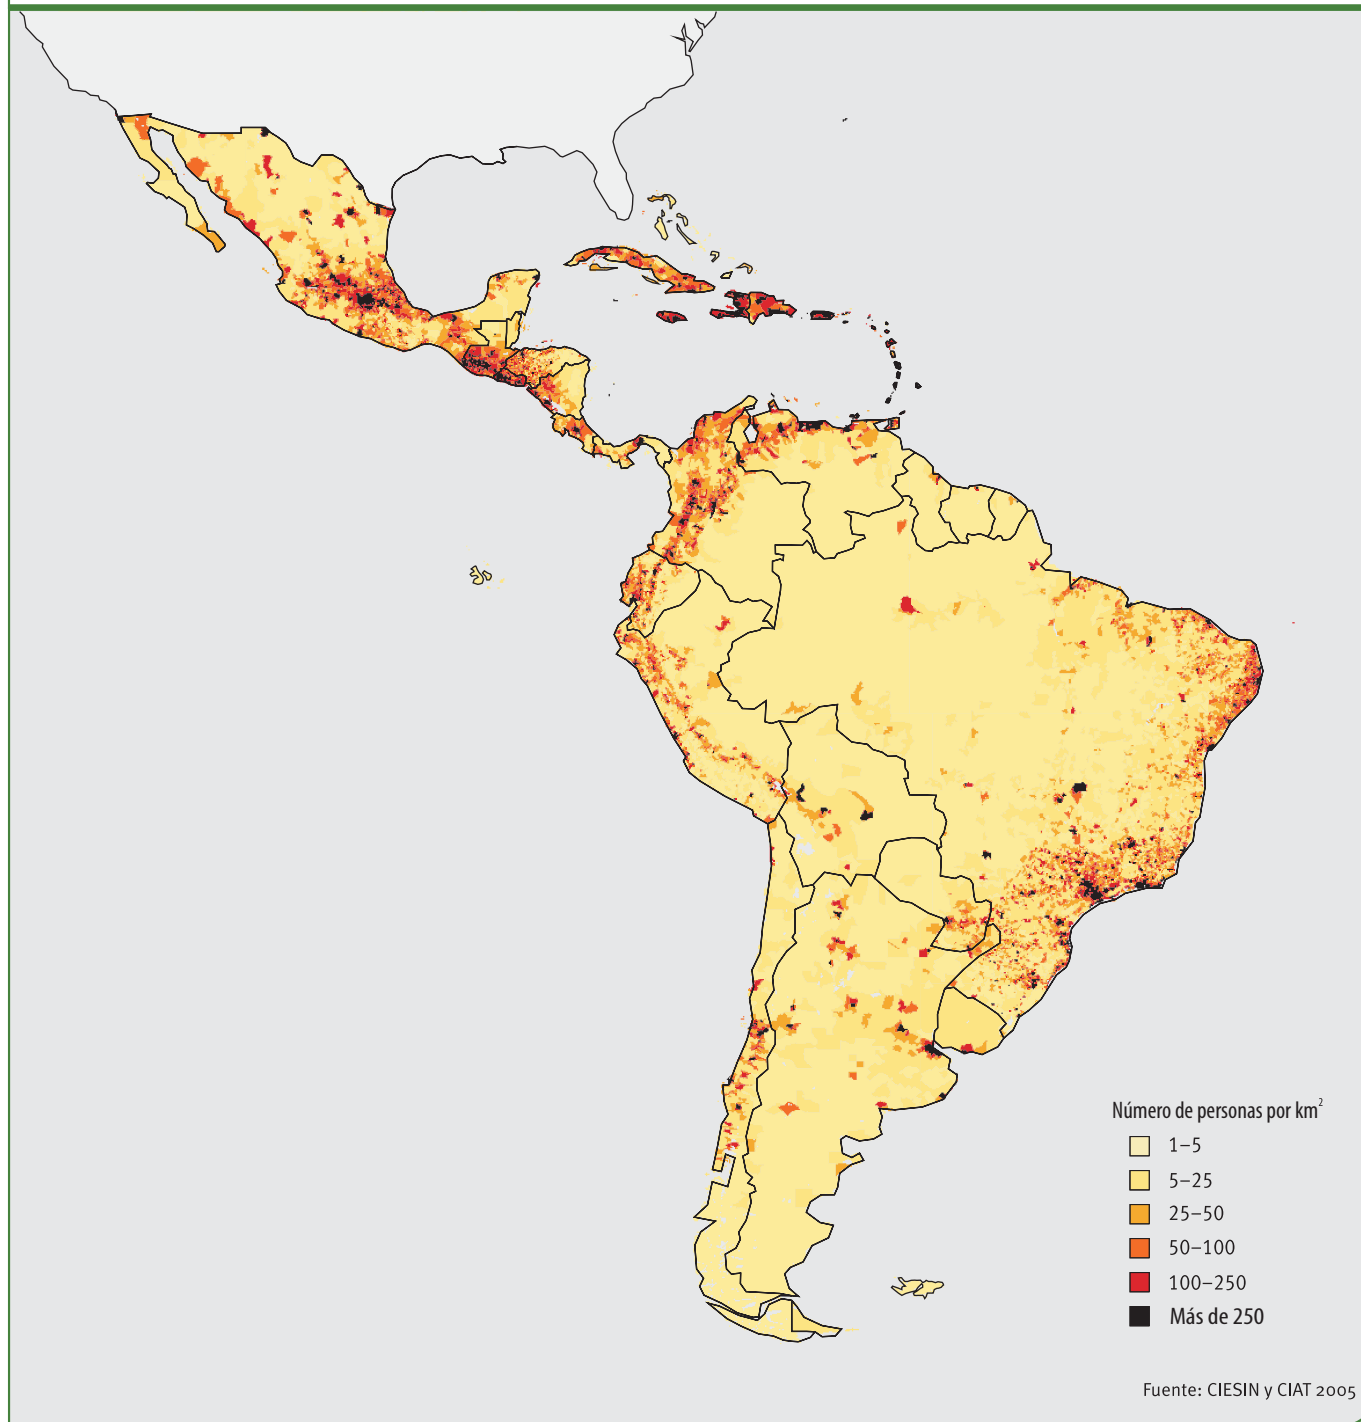 Número de personas por km²
1–5
5–25
25–50
50–100
100–250
Más de 250
Fuente: CIESIN y CIAT 2005